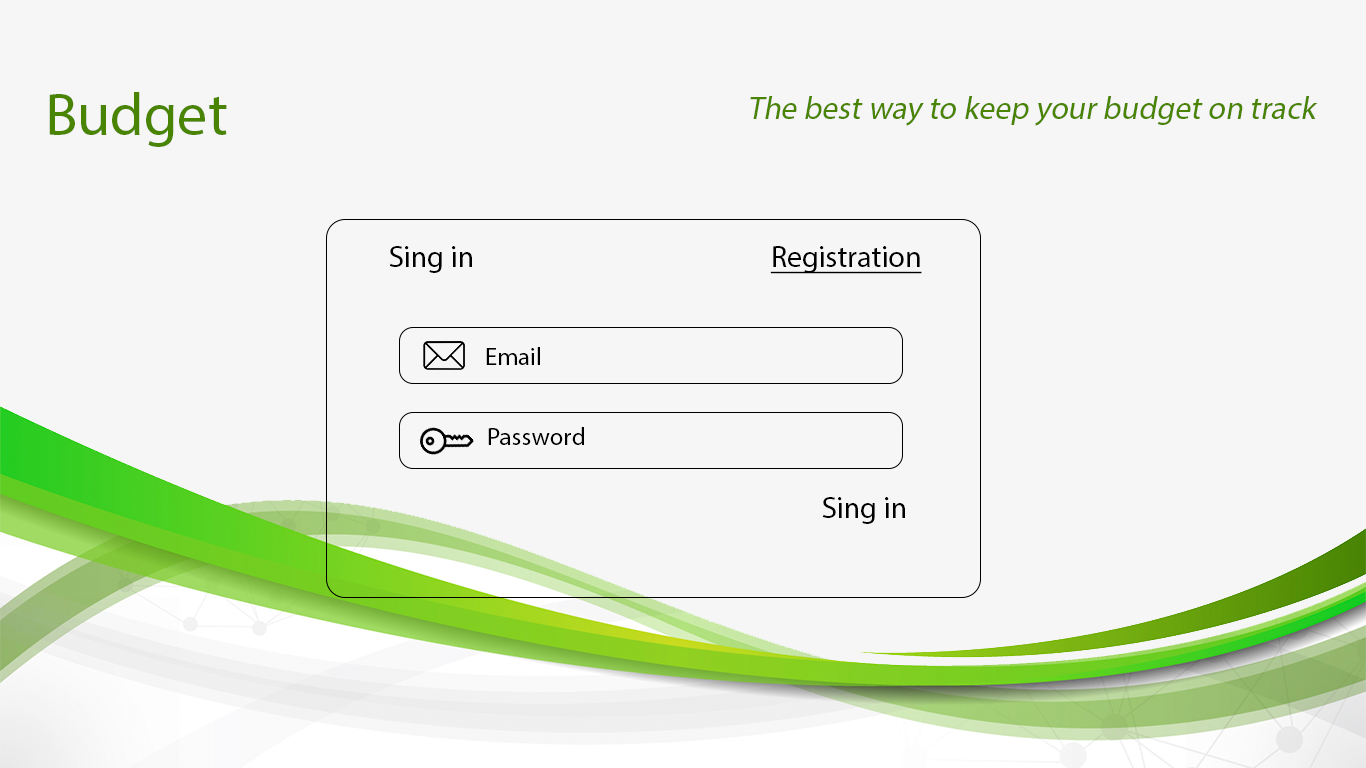 Budget
The best way to keep your budget on track
Sing in
Registration
Email
Password
Sing in